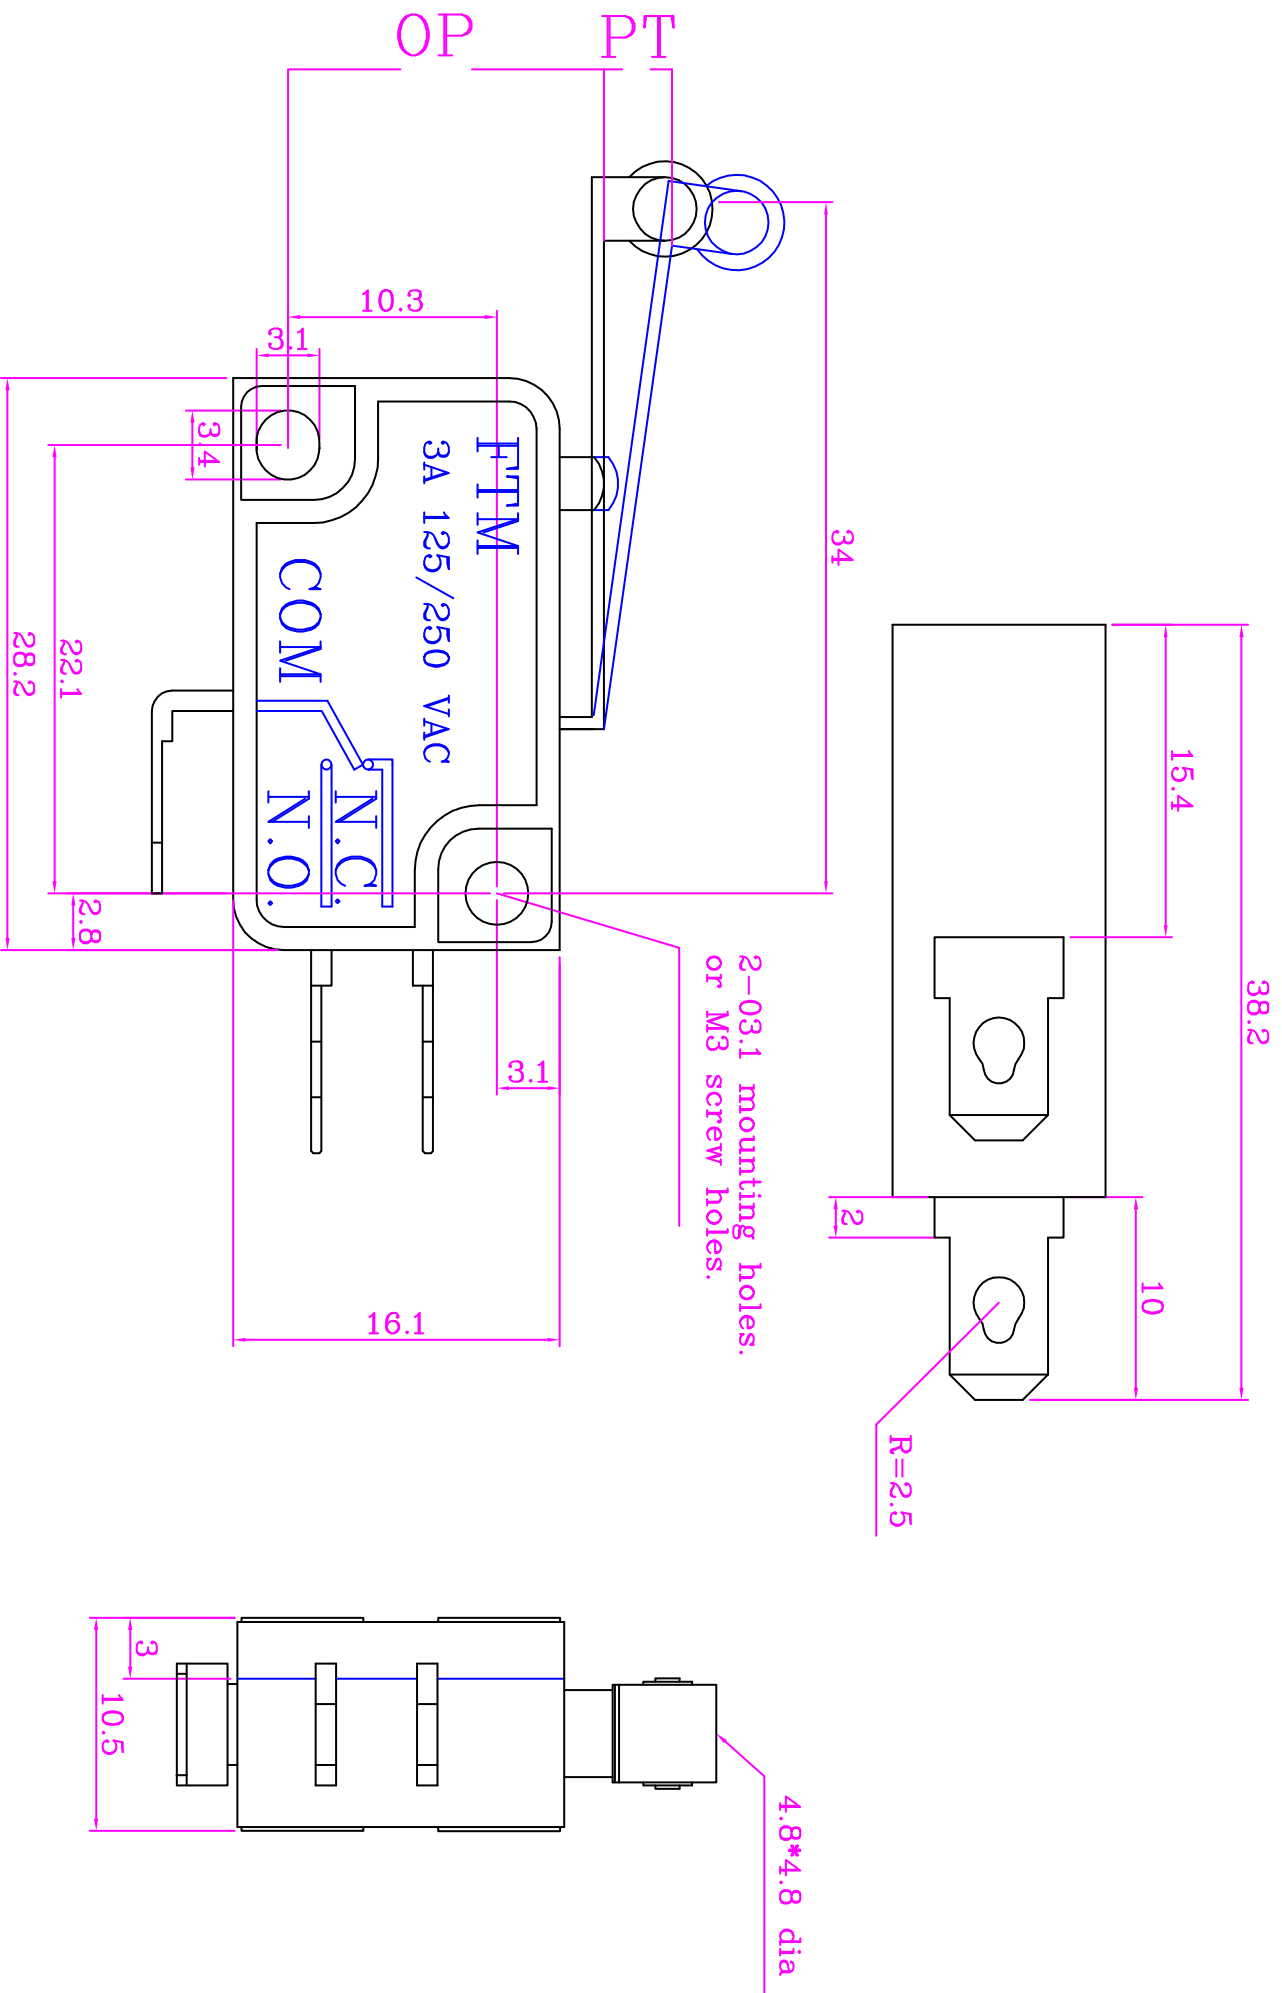 OP
PT
10.3
3.1
3.4
34
FTM
3A 125/250 VAC
COM
N.C.
N.O.
22.1
28.2
2.8
3.1
16.1
2-03.1 mounting holes.
or M3 screw holes.
15.4
38.2
2
10
R=2.5
3
10.5
4.8*4.8 dia